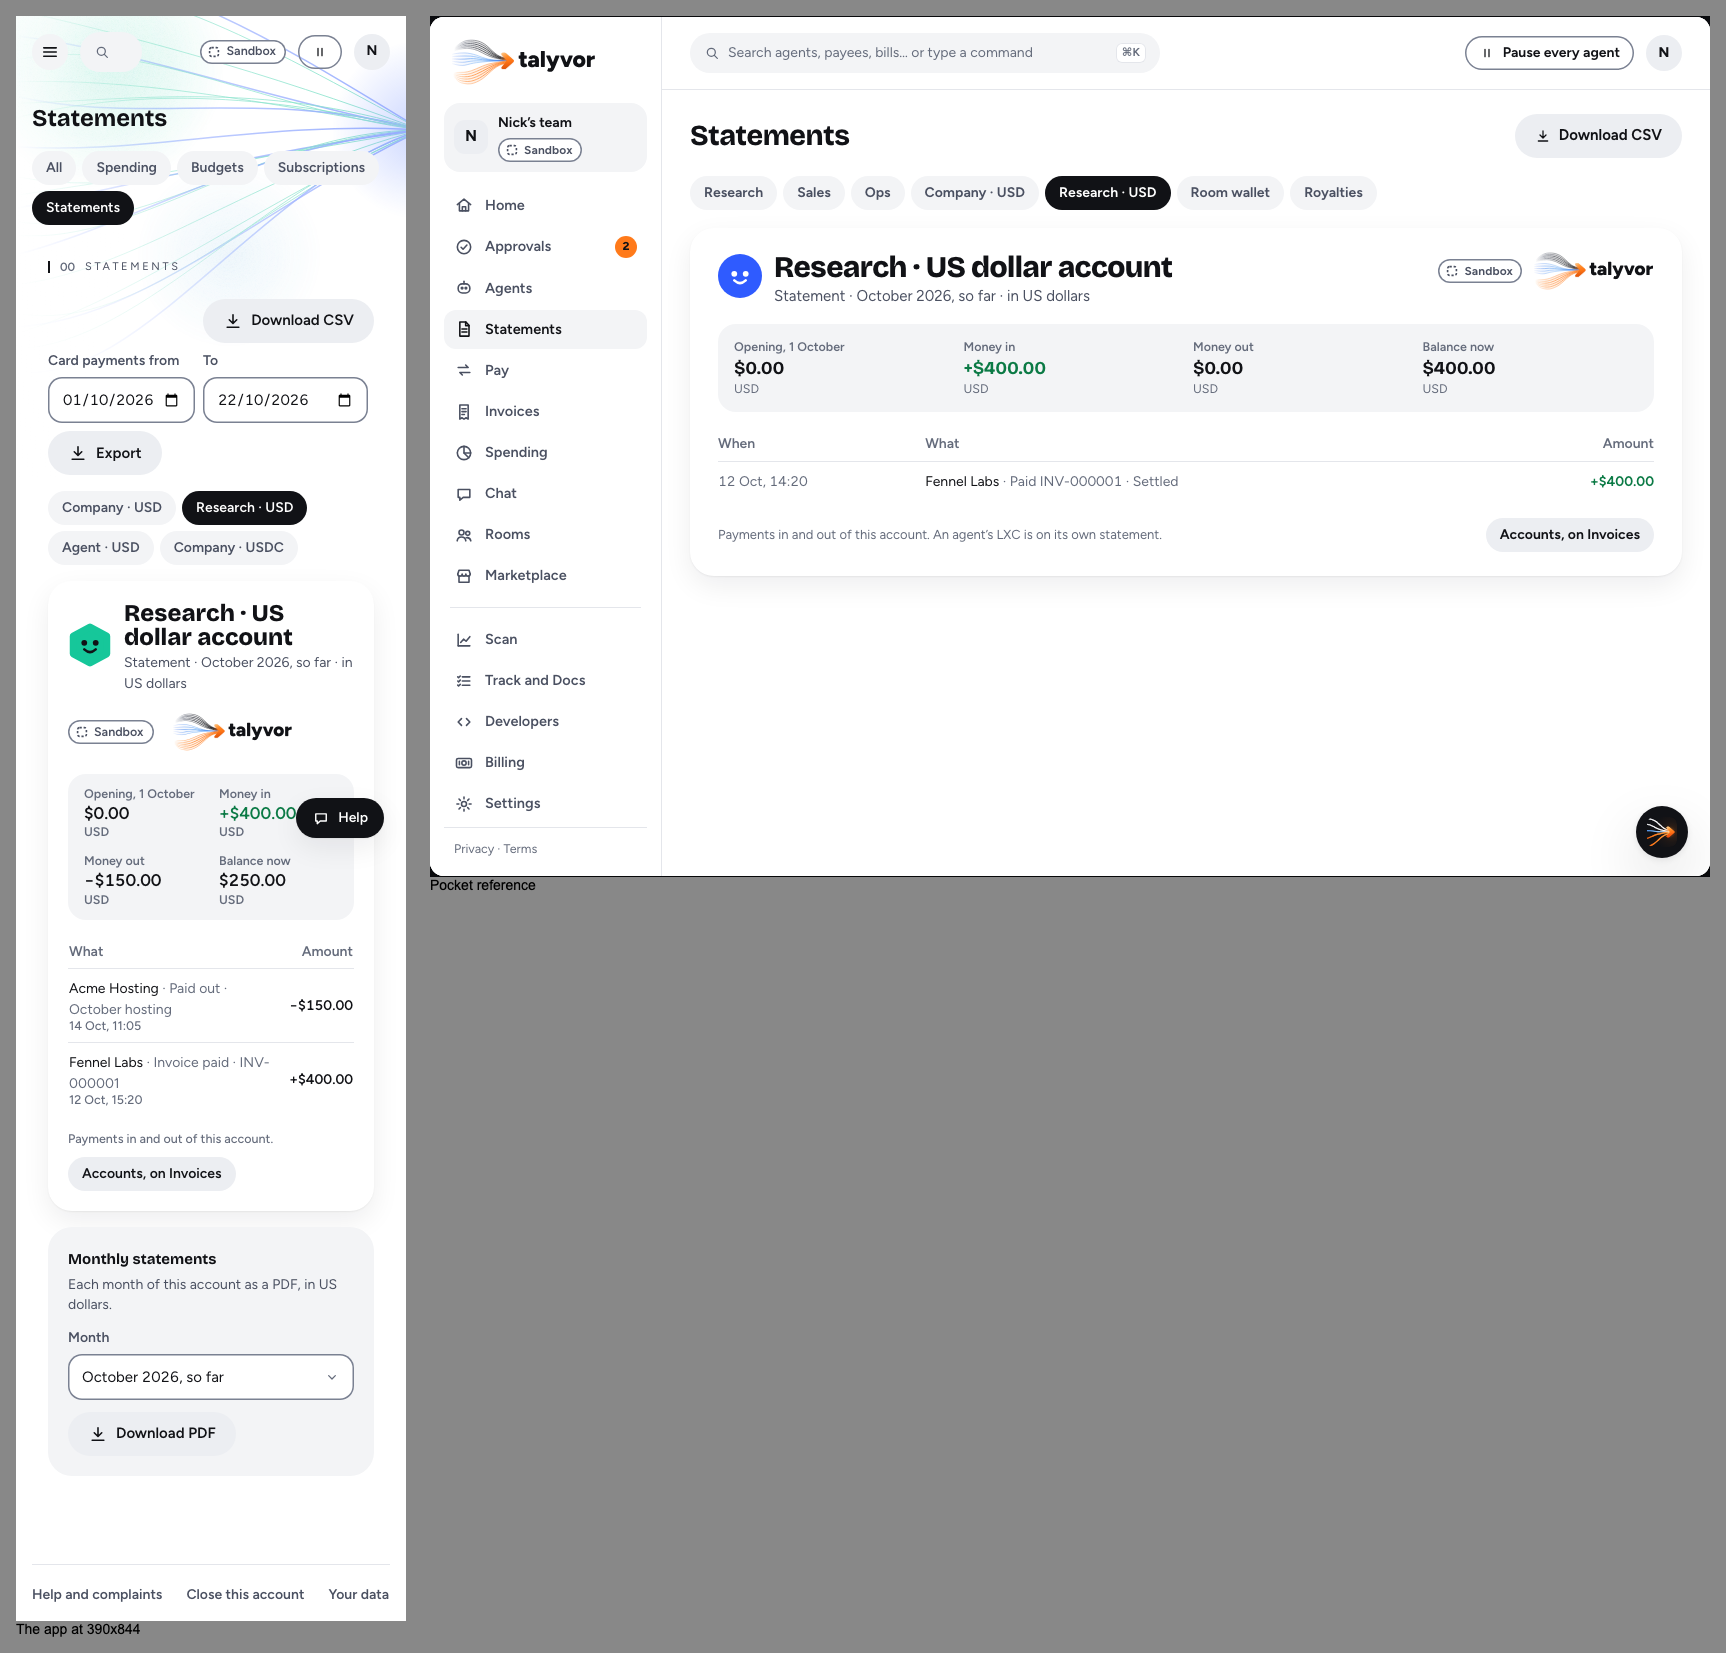 Sandbox
N
Statements
All
Spending
Budgets
Subscriptions
Statements
00 STATEMENTS
Download CSV
Card payments from
To
01/10/2026
22/10/2026
Export
Company · USD
Research · USD
Agent · USD
Company · USDC
Research · US
dollar account
Statement · October 2026, so far · in
US dollars
Sandbox
talyvor
Opening, 1 October
Money in
$0.00
+$400.00
USD
USD
Help
Money out
Balance now
−$150.00
$250.00
USD
USD
What
Amount
Acme Hosting · Paid out ·
October hosting
14 Oct, 11:05
−$150.00
Fennel Labs · Invoice paid · INV-
000001
12 Oct, 15:20
+$400.00
Payments in and out of this account.
Accounts, on Invoices
Monthly statements
Each month of this account as a PDF, in US
dollars.
Month
October 2026, so far
Download PDF
Help and complaints
Close this account
Your data
The app at 390x844
talyvor
N
Nick’s team
Sandbox
Home
Approvals
2
Agents
Statements
Pay
Invoices
Spending
Chat
Rooms
Marketplace
Scan
Track and Docs
Developers
Billing
Settings
Privacy · Terms
Search agents, payees, bills... or type a command
⌘K
Pause every agent
N
Statements
Download CSV
Research
Sales
Ops
Company · USD
Research · USD
Room wallet
Royalties
Research · US dollar account
Statement · October 2026, so far · in US dollars
Sandbox
talyvor
Opening, 1 October
Money in
Money out
Balance now
$0.00
+$400.00
$0.00
$400.00
USD
USD
USD
USD
When
What
Amount
12 Oct, 14:20
Fennel Labs · Paid INV-000001 · Settled
+$400.00
Payments in and out of this account. An agent’s LXC is on its own statement.
Accounts, on Invoices
Pocket reference